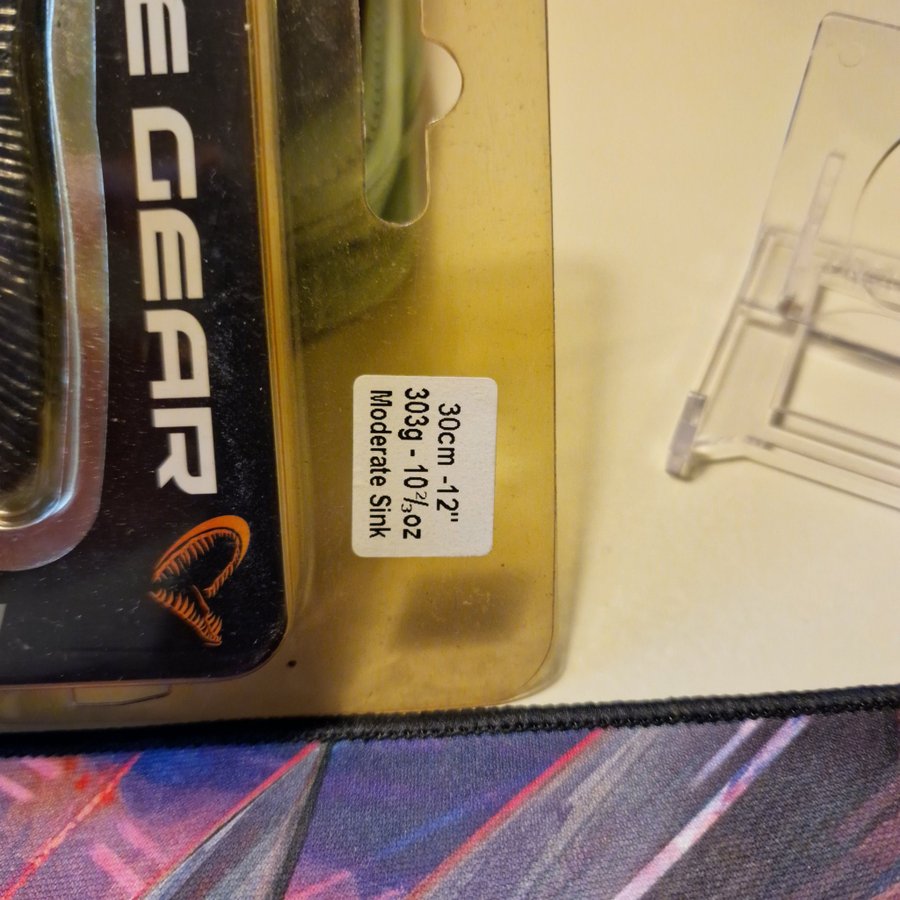 E GEAR
30cm -12"
303g - 10⅔oz
Moderate Sink